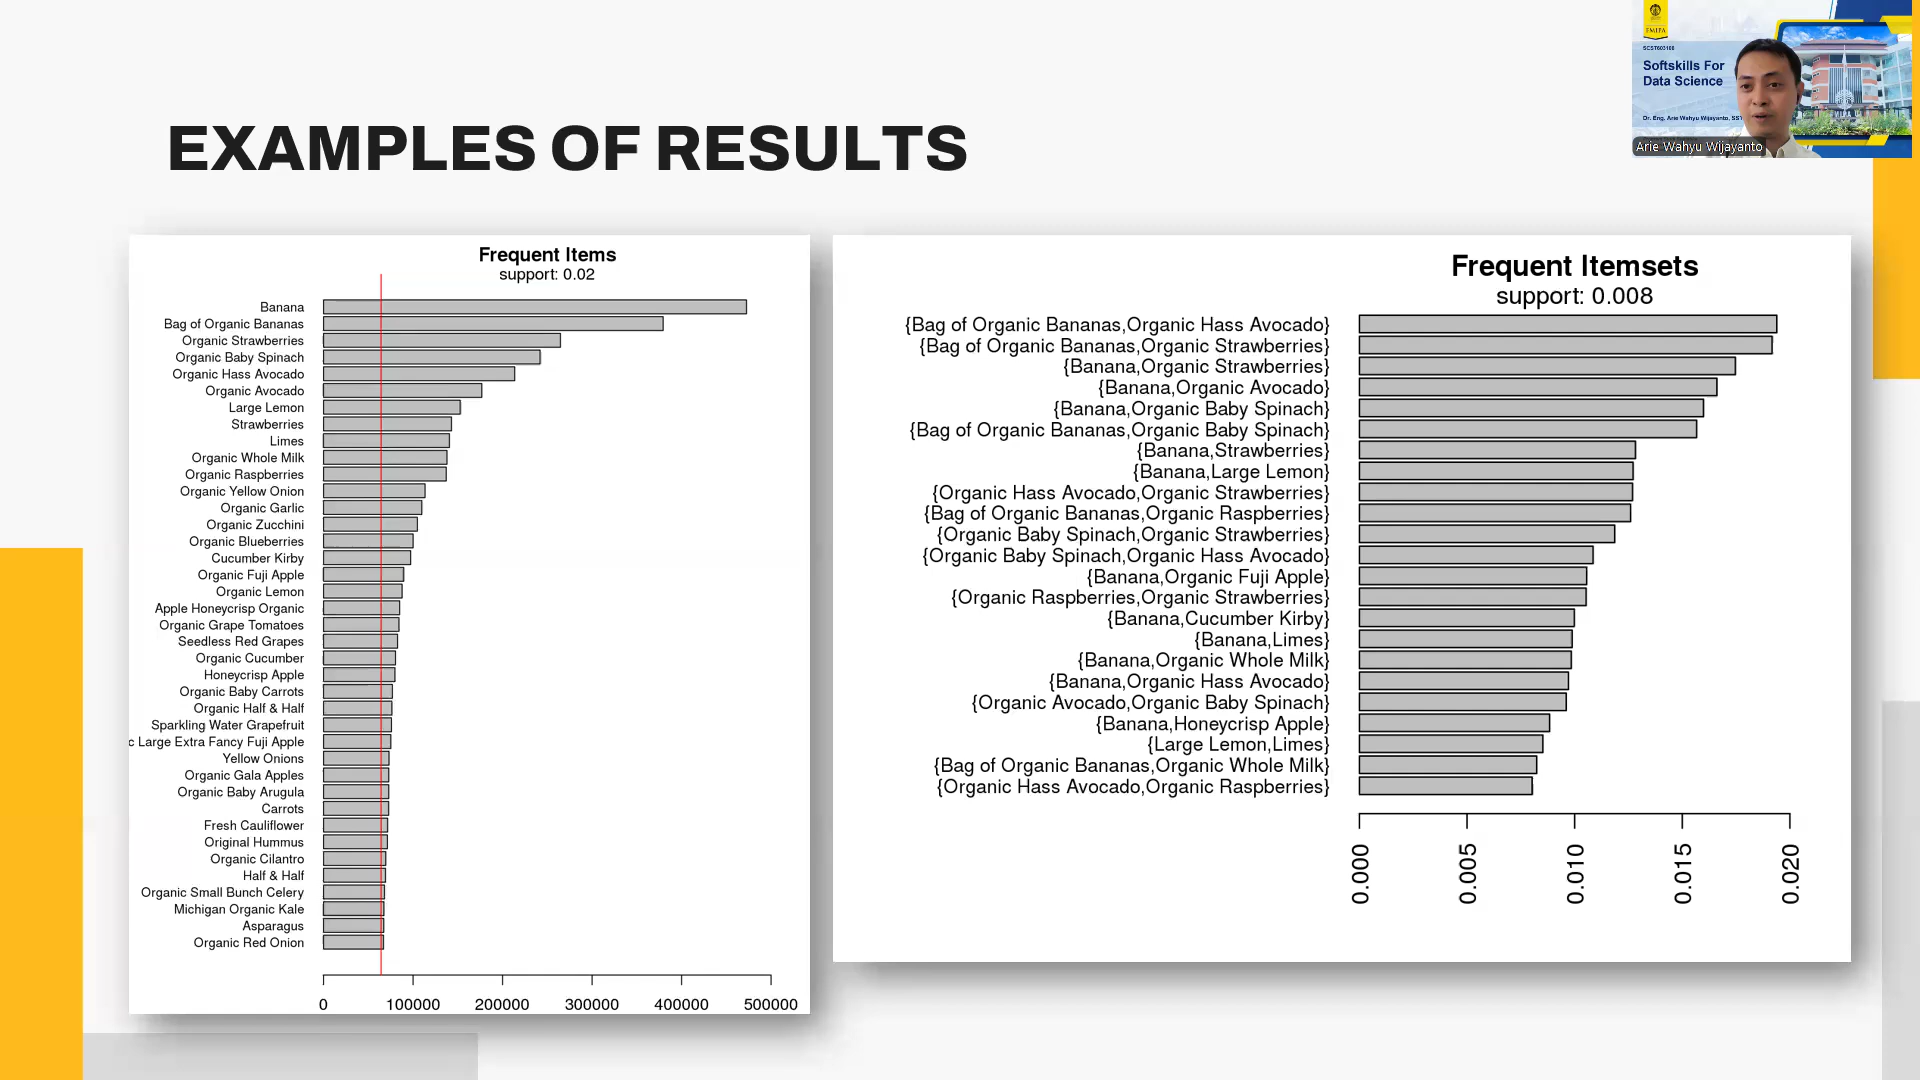 FMIPA
SCST603108
Softskills For
Data Science
Dr. Eng. Arie Wahyu Wijayanto, SST
Arie Wahyu Wijayanto
EXAMPLES OF RESULTS
Frequent Items
support: 0.02
Banana
Bag of Organic Bananas
Organic Strawberries
Organic Baby Spinach
Organic Hass Avocado
Organic Avocado
Large Lemon
Strawberries
Limes
Organic Whole Milk
Organic Raspberries
Organic Yellow Onion
Organic Garlic
Organic Zucchini
Organic Blueberries
Cucumber Kirby
Organic Fuji Apple
Organic Lemon
Apple Honeycrisp Organic
Organic Grape Tomatoes
Seedless Red Grapes
Organic Cucumber
Honeycrisp Apple
Organic Baby Carrots
Organic Half & Half
Sparkling Water Grapefruit
c Large Extra Fancy Fuji Apple
Yellow Onions
Organic Gala Apples
Organic Baby Arugula
Carrots
Fresh Cauliflower
Original Hummus
Organic Cilantro
Half & Half
Organic Small Bunch Celery
Michigan Organic Kale
Asparagus
Organic Red Onion
0 100000 200000 300000 400000 500000
Frequent Itemsets
support: 0.008
{Bag of Organic Bananas,Organic Hass Avocado}
{Bag of Organic Bananas,Organic Strawberries}
{Banana,Organic Strawberries}
{Banana,Organic Avocado}
{Banana,Organic Baby Spinach}
{Bag of Organic Bananas,Organic Baby Spinach}
{Banana,Strawberries}
{Banana,Large Lemon}
{Organic Hass Avocado,Organic Strawberries}
{Bag of Organic Bananas,Organic Raspberries}
{Organic Baby Spinach,Organic Strawberries}
{Organic Baby Spinach,Organic Hass Avocado}
{Banana,Organic Fuji Apple}
{Organic Raspberries,Organic Strawberries}
{Banana,Cucumber Kirby}
{Banana,Limes}
{Banana,Organic Whole Milk}
{Banana,Organic Hass Avocado}
{Organic Avocado,Organic Baby Spinach}
{Banana,Honeycrisp Apple}
{Large Lemon,Limes}
{Bag of Organic Bananas,Organic Whole Milk}
{Organic Hass Avocado,Organic Raspberries}
0.000 0.005 0.010 0.015 0.020